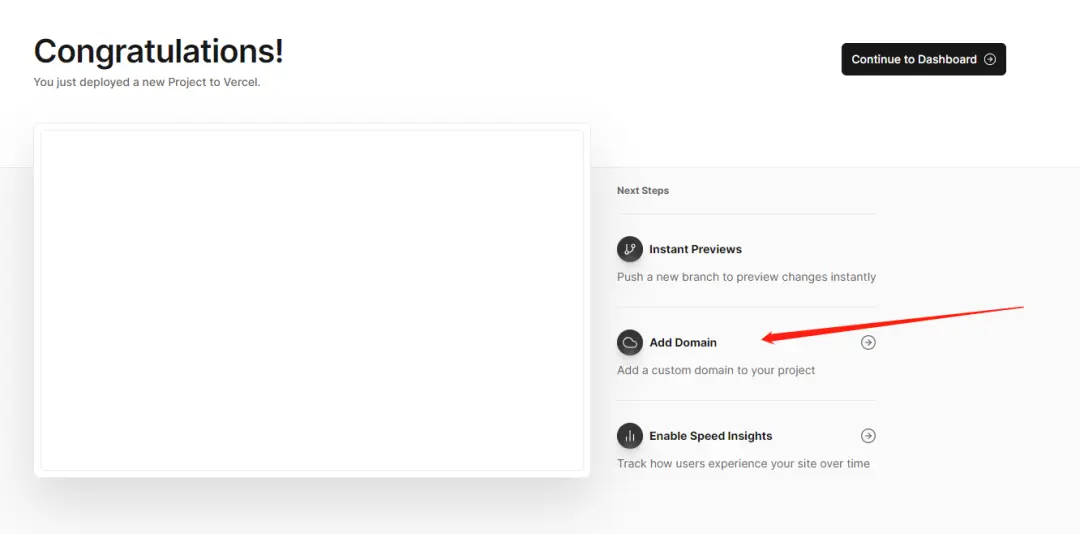 Congratulations!
You just deployed a new Project to Vercel.
Continue to Dashboard
Next Steps
Instant Previews
Push a new branch to preview changes instantly
Add Domain
Add a custom domain to your project
Enable Speed Insights
Track how users experience your site over time